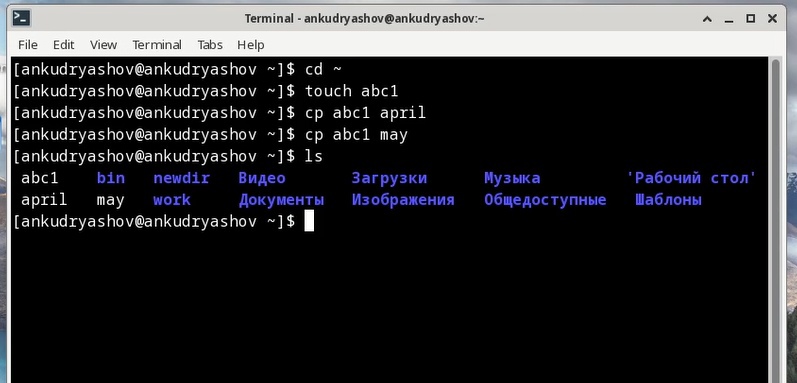 Terminal - ankudryashov@ankudryashov:~
File Edit View Terminal Tabs Help
[ankudryashov@ankudryashov ~]$ cd ~
[ankudryashov@ankudryashov ~]$ touch abc1
[ankudryashov@ankudryashov ~]$ cp abc1 april
[ankudryashov@ankudryashov ~]$ cp abc1 may
[ankudryashov@ankudryashov ~]$ ls
abc1 bin newdir Видео Загрузки Музыка 'Рабочий стол'
april may work Документы Изображения Общедоступные Шаблоны
[ankudryashov@ankudryashov ~]$